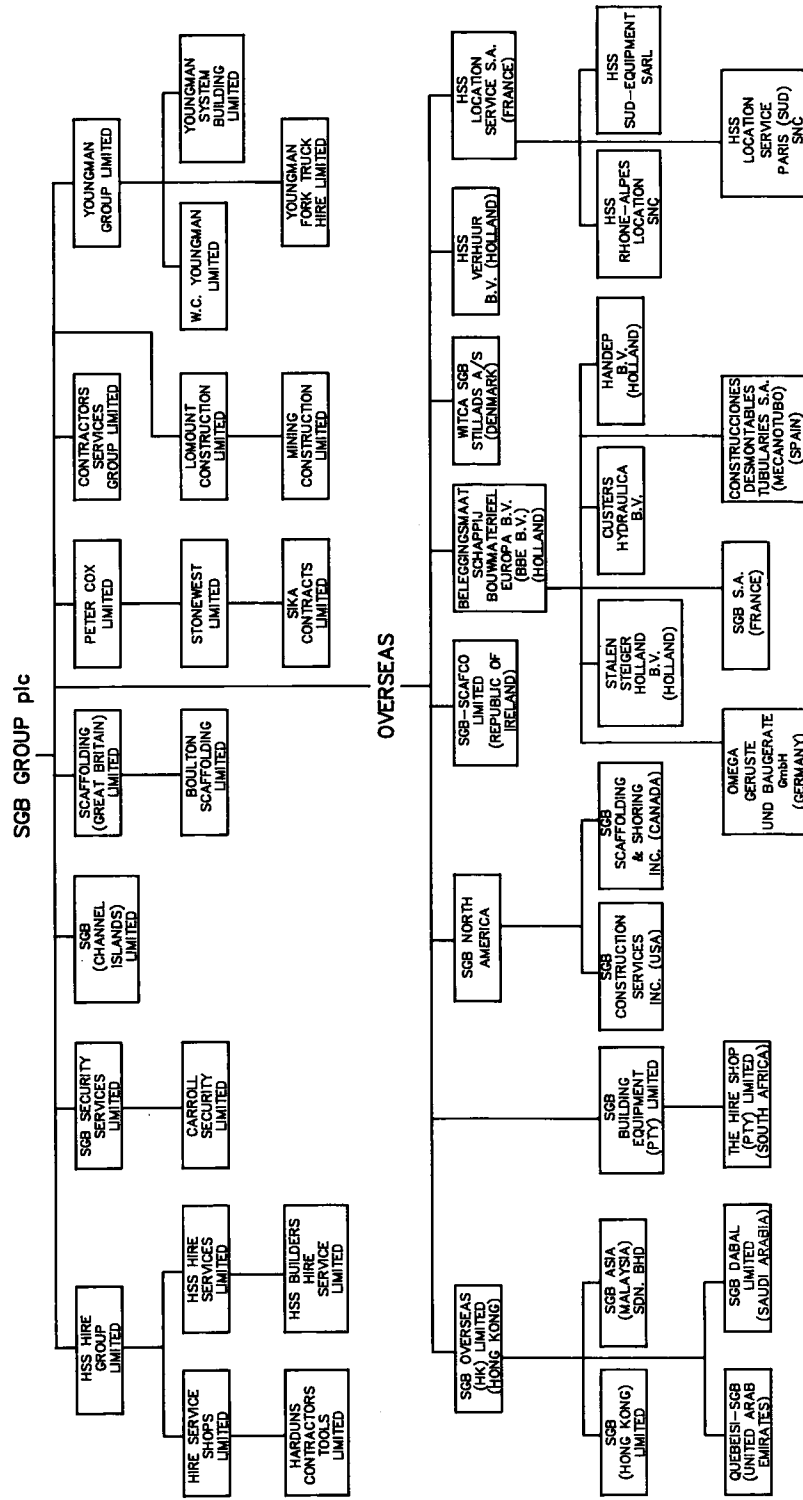 SGB GROUP plc
HSS HIRE
GROUP
LIMITED
HIRE SERVICE
SHOPS
LIMITED
HARDUNS
CONTRACTORS
TOOLS
LIMITED
HSS HIRE
SERVICES
LIMITED
HSS BUILDERS
HIRE
SERVICE
LIMITED
SGB SECURITY
SERVICES
LIMITED
CARROLL
SECURITY
LIMITED
SGB
(CHANNEL
ISLANDS)
LIMITED
SCAFFOLDING
(GREAT BRITAIN)
LIMITED
BOULTON
SCAFFOLDING
LIMITED
PETER COX
LIMITED
STONEWEST
LIMITED
SIKA
CONTRACTS
LIMITED
CONTRACTORS
SERVICES
GROUP LIMITED
LOMOUNT
CONSTRUCTION
LIMITED
MINING
CONSTRUCTION
LIMITED
YOUNGMAN
GROUP LIMITED
W.C. YOUNGMAN
LIMITED
YOUNGMAN
SYSTEM
BUILDING
LIMITED
YOUNGMAN
FORK TRUCK
HIRE LIMITED
OVERSEAS
SGB OVERSEAS
(HK) LIMITED
(HONG KONG)
SGB
(HONG KONG)
LIMITED
SGB ASIA
(MALAYSIA)
SDN. BHD
QUEBEISI-SGB
(UNITED ARAB
EMIRATES)
SGB DABAL
LIMITED
(SAUDI ARABIA)
SGB
BUILDING
EQUIPMENT
(PTY) LIMITED
THE HIRE SHOP
(PTY) LIMITED
(SOUTH AFRICA)
SGB NORTH
AMERICA
SGB
CONSTRUCTION
SERVICES
INC. (USA)
SGB
SCAFFOLDING
& SHORING
INC. (CANADA)
SGB-SCAFCO
LIMITED
(REPUBLIC OF
IRELAND)
BELEGGINGSMAAT
SCHAPPIJ
BOUWMATERIEEL
EUROPA B.V.
(BBE B.V.)
(HOLLAND)
STALEN
STEIGER
HOLLAND
B.V.
(HOLLAND)
CUSTERS
HYDRAULICA
B.V.
HANDEP
B.V.
(HOLLAND)
OMEGA
GERUSTE
UND BAUGERATE
GmbH
(GERMANY)
SGB S.A.
(FRANCE)
CONSTRUCCIONES
DESMONTABLES
TUBULARIES S.A.
(MECANOTUBO)
(SPAIN)
WITCA SGB
STILLADS A/S
(DENMARK)
HSS
VERHUUR
B.V. (HOLLAND)
HSS
LOCATION
SERVICE S.A.
(FRANCE)
HSS
RHONE-ALPES
LOCATION
SNC
HSS
SUD-EQUIPMENT
SARL
HSS
LOCATION
SERVICE
PARIS (SUD)
SNC